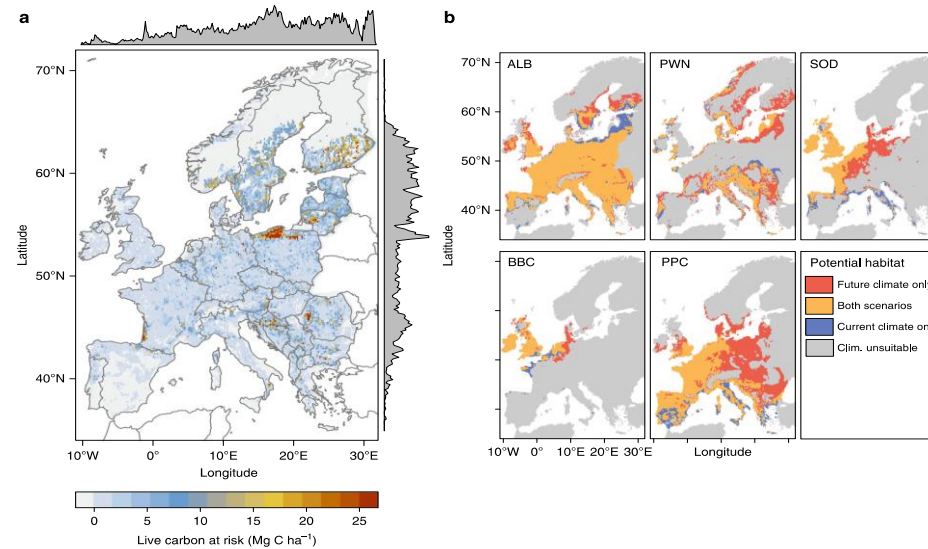 a
70°N
60°N
50°N
40°N
Latitude
10°W 0° 10°E 20°E 30°E
Longitude
0 5 10 15 20 25
Live carbon at risk (Mg C ha⁻¹)
b
ALB PWN SOD
70°N
60°N
50°N
40°N
Latitude
BBC PPC
Potential habitat
Future climate only
Both scenarios
Current climate on
Clim. unsuitable
10°W 0° 10°E 20°E 30°E
Longitude